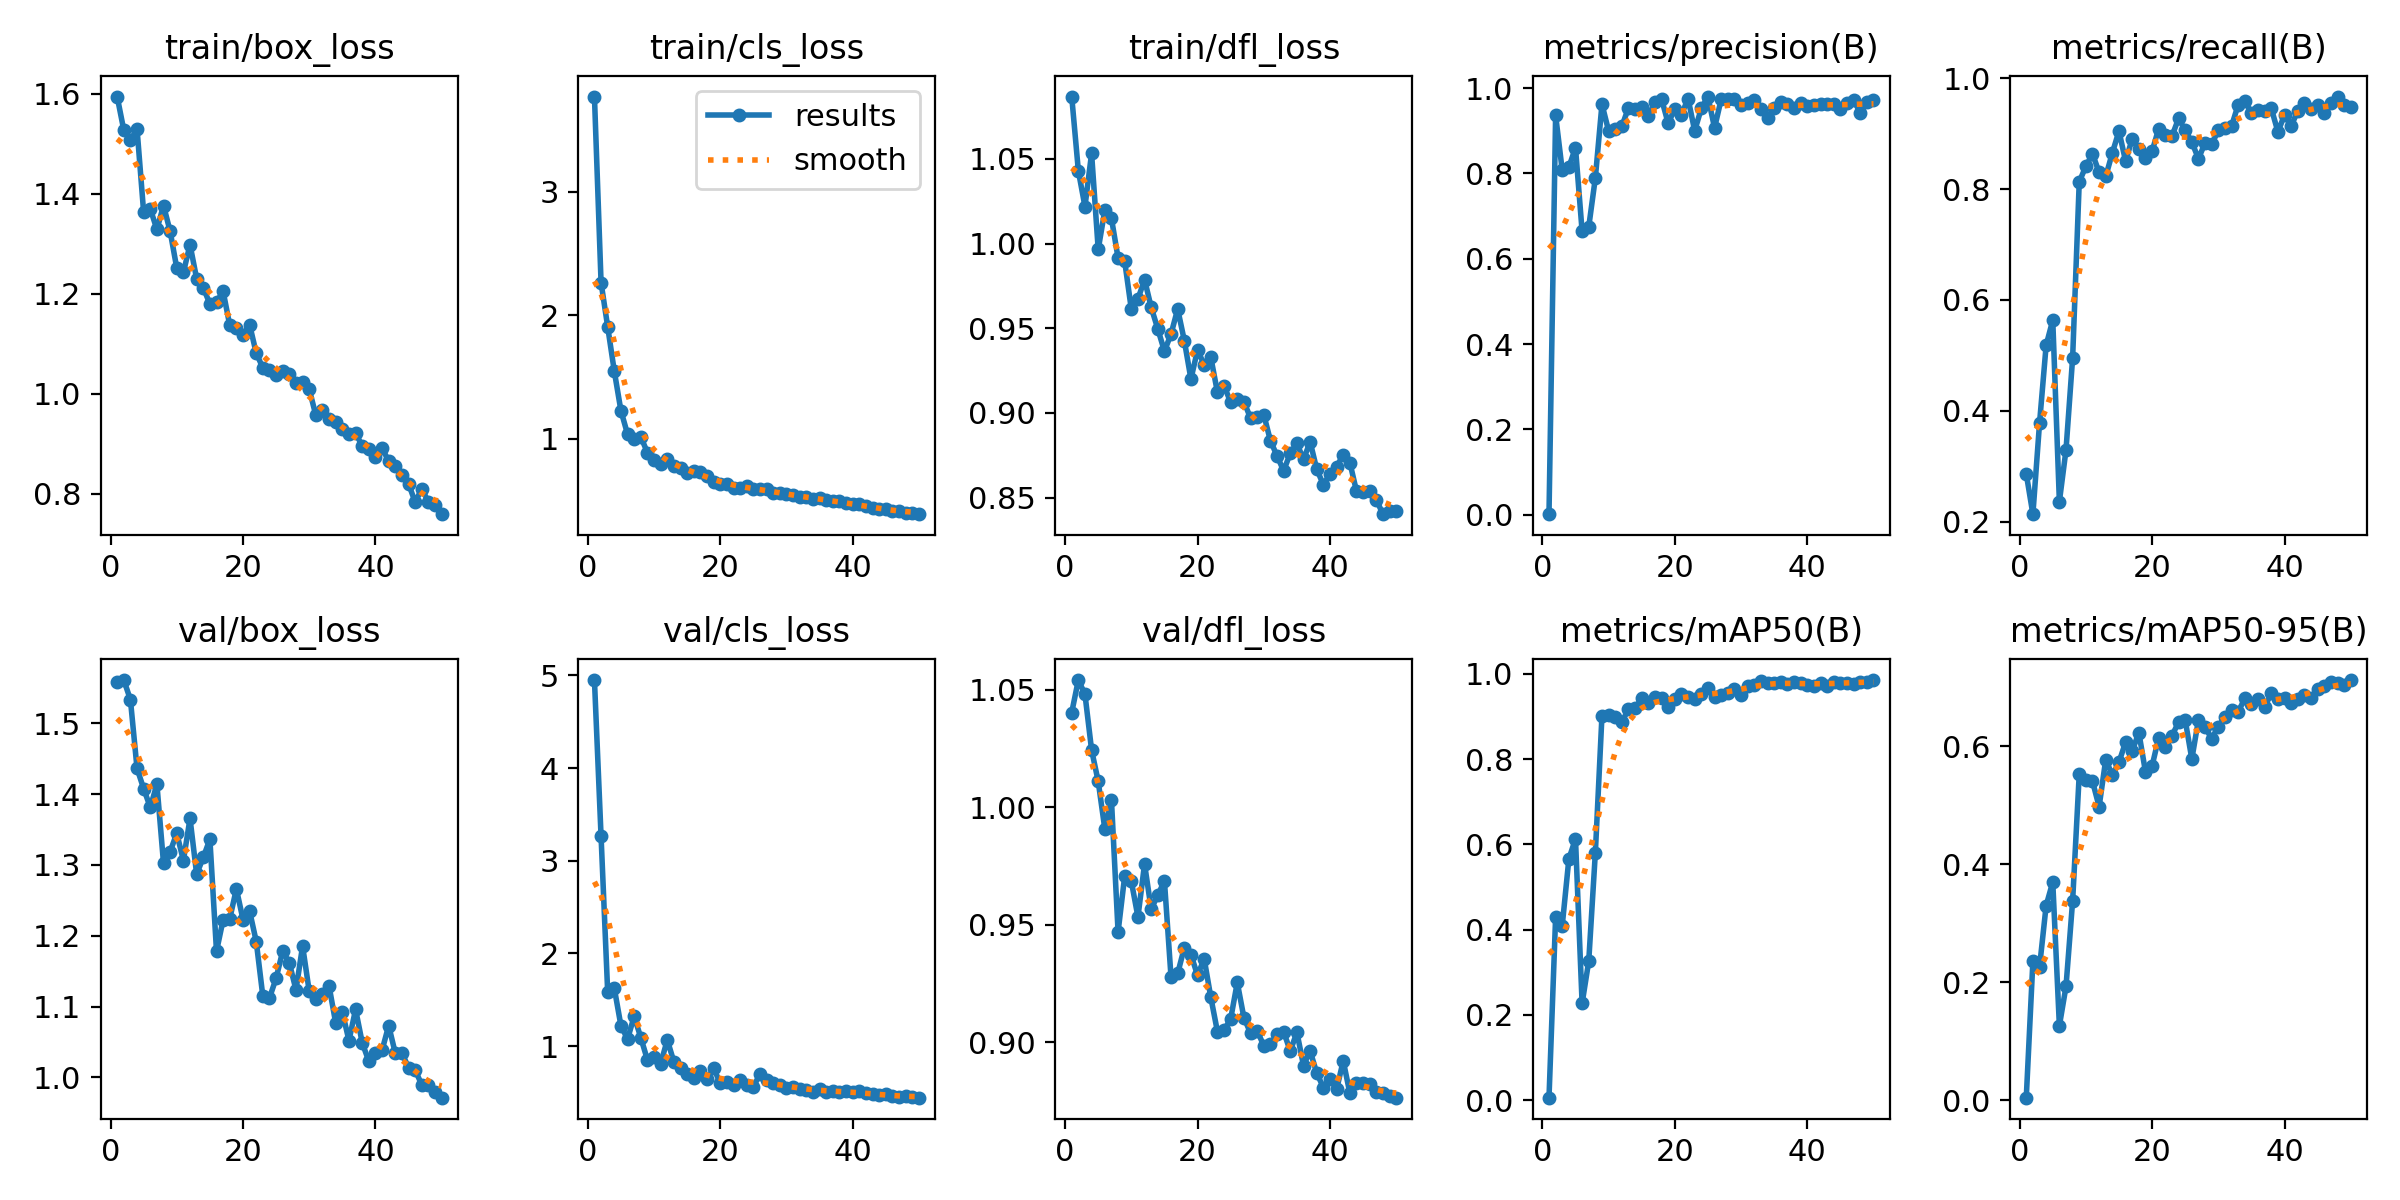 train/box_loss
1.6
1.4
1.2
1.0
0.8
0 20 40
train/cls_loss
results
smooth
3
2
1
0 20 40
train/dfl_loss
1.05
1.00
0.95
0.90
0.85
0 20 40
metrics/precision(B)
1.0
0.8
0.6
0.4
0.2
0.0
0 20 40
metrics/recall(B)
1.0
0.8
0.6
0.4
0.2
0 20 40
val/box_loss
1.5
1.4
1.3
1.2
1.1
1.0
0 20 40
val/cls_loss
5
4
3
2
1
0 20 40
val/dfl_loss
1.05
1.00
0.95
0.90
0 20 40
metrics/mAP50(B)
1.0
0.8
0.6
0.4
0.2
0.0
0 20 40
metrics/mAP50-95(B)
0.6
0.4
0.2
0.0
0 20 40